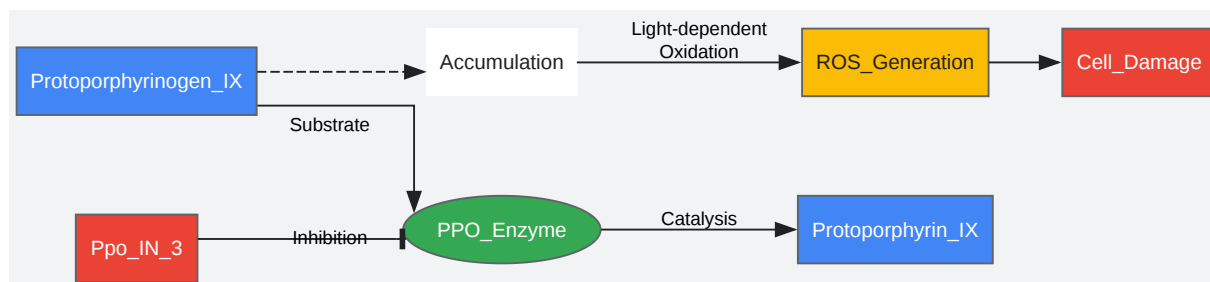 Protoporphyrinogen_IX
Accumulation
Light-dependent
Oxidation
ROS_Generation
Cell_Damage
Substrate
Ppo_IN_3
Inhibition
PPO_Enzyme
Catalysis
Protoporphyrin_IX